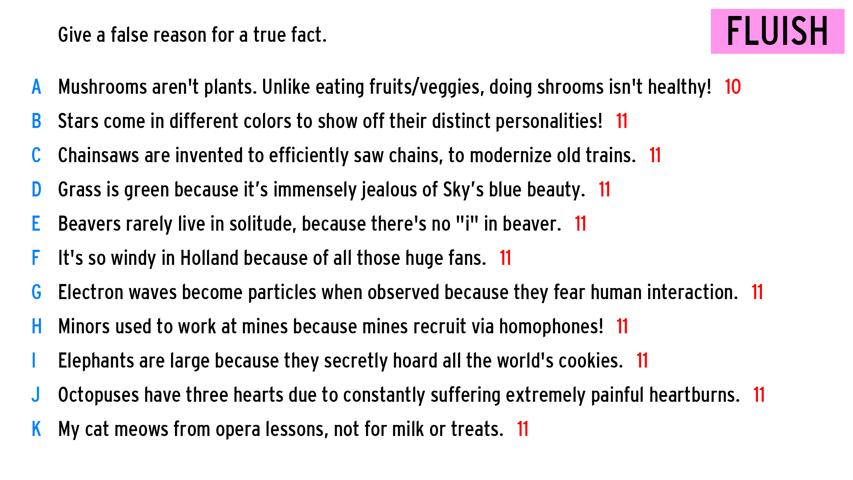 Give a false reason for a true fact.
FLUISH
A Mushrooms aren't plants. Unlike eating fruits/veggies, doing shrooms isn't healthy! 10
B Stars come in different colors to show off their distinct personalities! 11
C Chainsaws are invented to efficiently saw chains, to modernize old trains. 11
D Grass is green because it’s immensely jealous of Sky’s blue beauty. 11
E Beavers rarely live in solitude, because there's no "i" in beaver. 11
F It's so windy in Holland because of all those huge fans. 11
G Electron waves become particles when observed because they fear human interaction. 11
H Minors used to work at mines because mines recruit via homophones! 11
I Elephants are large because they secretly hoard all the world's cookies. 11
J Octopuses have three hearts due to constantly suffering extremely painful heartburns. 11
K My cat meows from opera lessons, not for milk or treats. 11